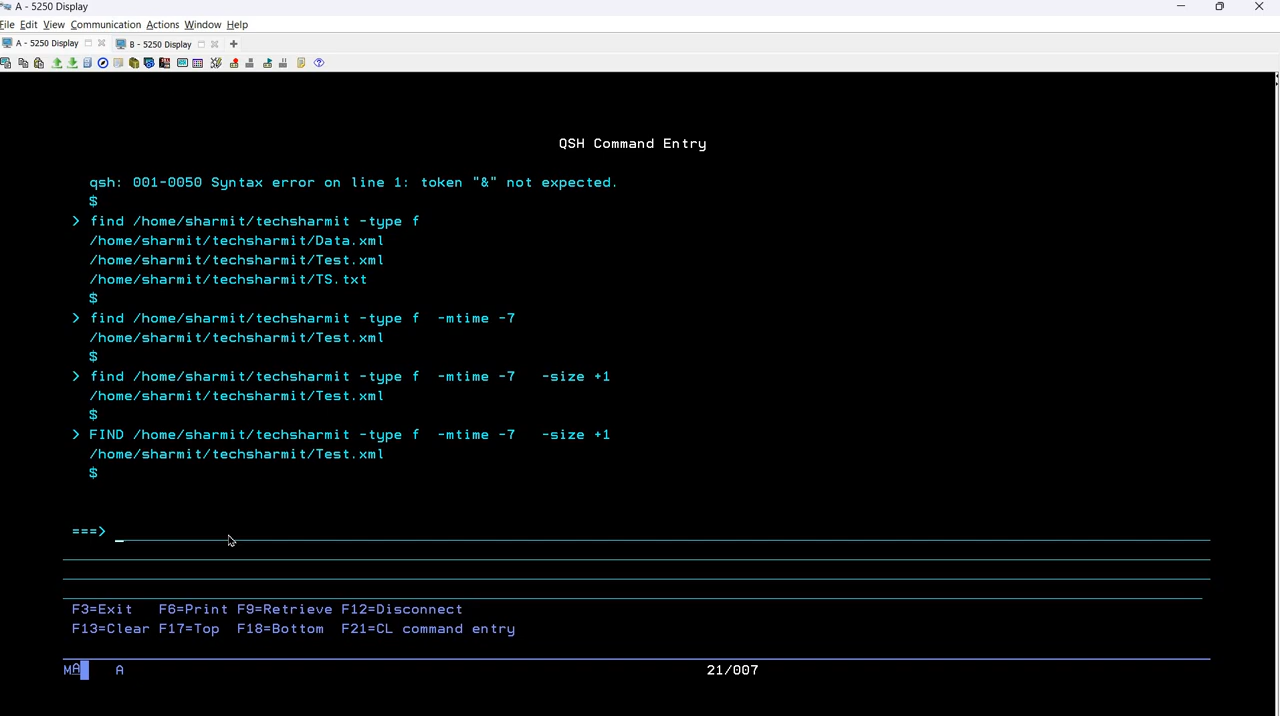 A - 5250 Display
File Edit View Communication Actions Window Help
A - 5250 Display B - 5250 Display
QSH Command Entry
qsh: 001-0050 Syntax error on line 1: token "&" not expected.
$
> find /home/sharmit/techsharmit -type f
/home/sharmit/techsharmit/Data.xml
/home/sharmit/techsharmit/Test.xml
/home/sharmit/techsharmit/TS.txt
$
> find /home/sharmit/techsharmit -type f  -mtime -7
/home/sharmit/techsharmit/Test.xml
$
> find /home/sharmit/techsharmit -type f  -mtime -7   -size +1
/home/sharmit/techsharmit/Test.xml
$
> FIND /home/sharmit/techsharmit -type f  -mtime -7   -size +1
/home/sharmit/techsharmit/Test.xml
$
===> _
F3=Exit   F6=Print F9=Retrieve F12=Disconnect
F13=Clear F17=Top  F18=Bottom  F21=CL command entry
MA A 21/007